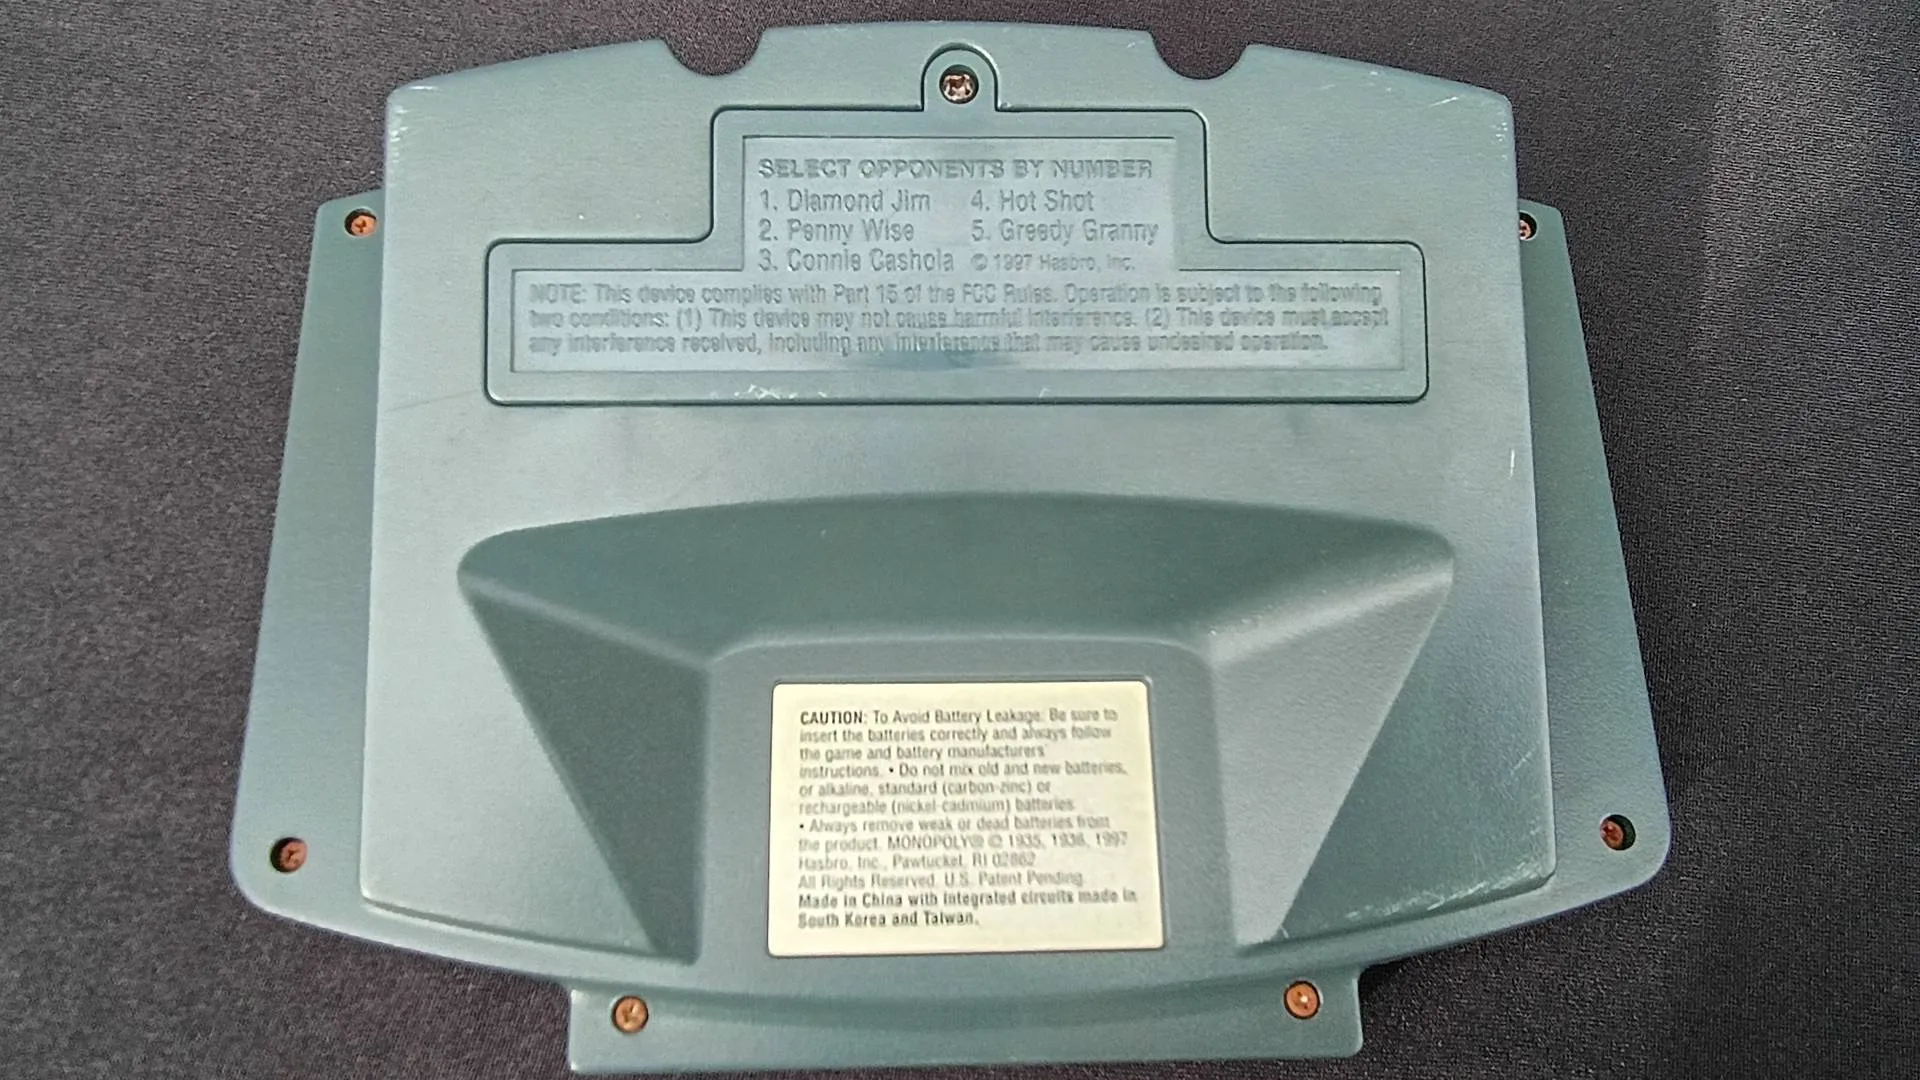 SELECT OPPONENTS BY NUMBER
1. Diamond Jim 4. Hot Shot
2. Penny Wise 5. Greedy Granny
3. Connie Cashola © 1997 Hasbro, Inc.
NOTE: This device complies with Part 15 of the FCC Rules. Operation is subject to the following
two conditions: (1) This device may not cause harmful interference. (2) This device must accept
any interference received, including any interference that may cause undesired operation.
CAUTION: To Avoid Battery Leakage: Be sure to
insert the batteries correctly and always follow
the game and battery manufacturers'
instructions. • Do not mix old and new batteries,
or alkaline, standard (carbon-zinc) or
rechargeable (nickel-cadmium) batteries.
• Always remove weak or dead batteries from
the product. MONOPOLY® © 1935, 1936, 1997
Hasbro, Inc., Pawtucket, RI 02862.
All Rights Reserved. U.S. Patent Pending.
Made in China with integrated circuits made in
South Korea and Taiwan.